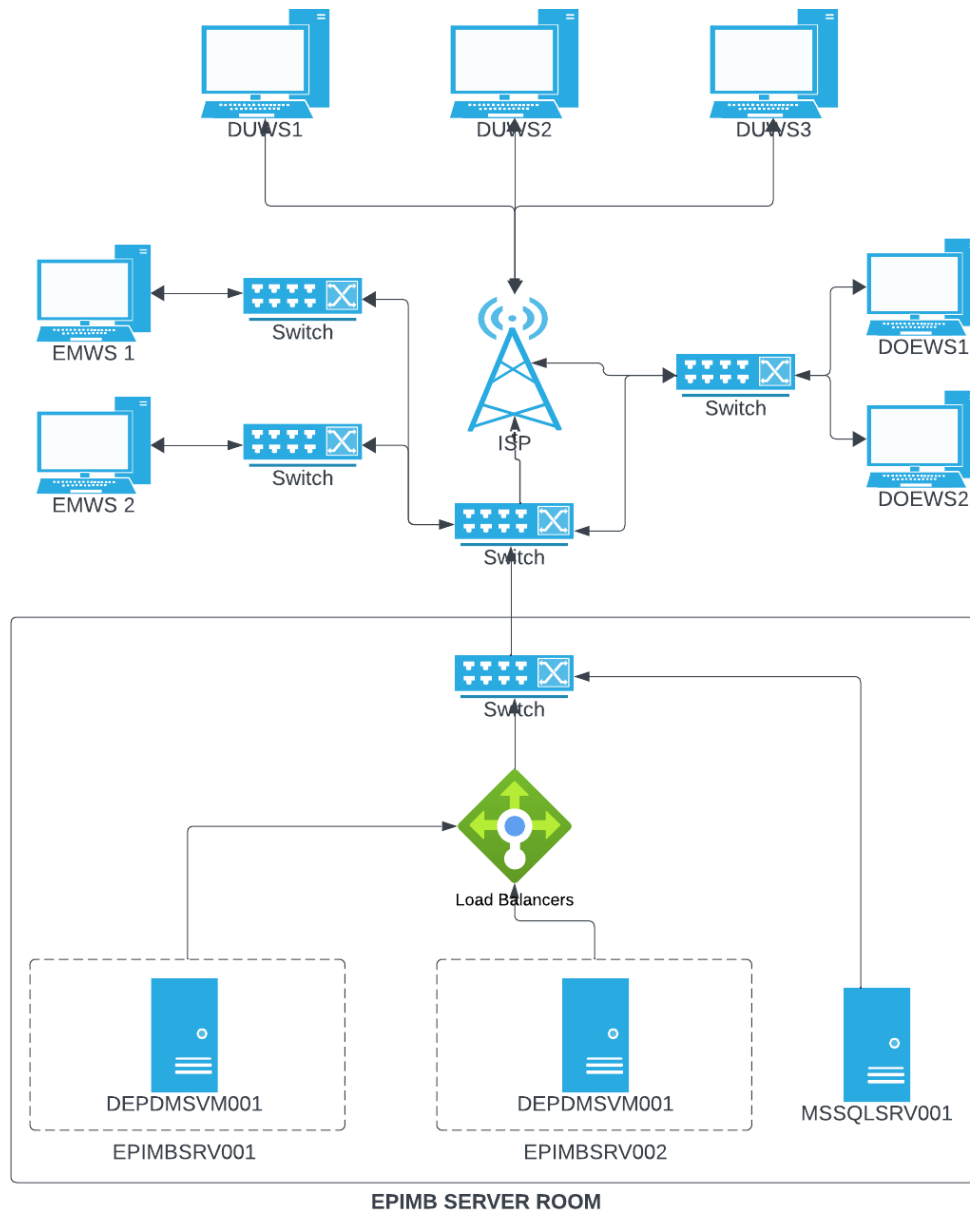 DUWS1
DUWS2
DUWS3
EMWS 1
Switch
DOEWS1
Switch
ISP
EMWS 2
Switch
DOEWS2
Switch
Switch
Load Balancers
DEPDMSVM001
DEPDMSVM001
MSSQLSRV001
EPIMBSRV001
EPIMBSRV002
EPIMB SERVER ROOM